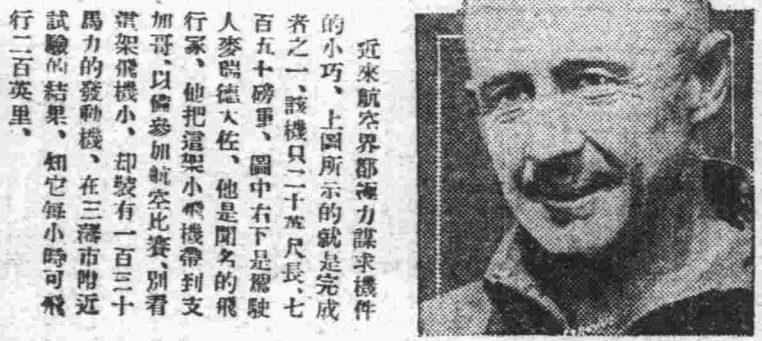 近來航空界都極力謀求機件
的小巧、上圖所示的就是完成
者之一、該機只二十英尺長、七
百五十磅重、圖中右下是駕駛
人麥瑞德大佐、他是聞名的飛
行家、他把這架小飛機帶到支
加哥、以備參加航空比賽、別看
這架飛機小、却裝有一百三十
馬力的發動機、在三藩市附近
試驗的結果、知它每小時可飛
行二百英里、